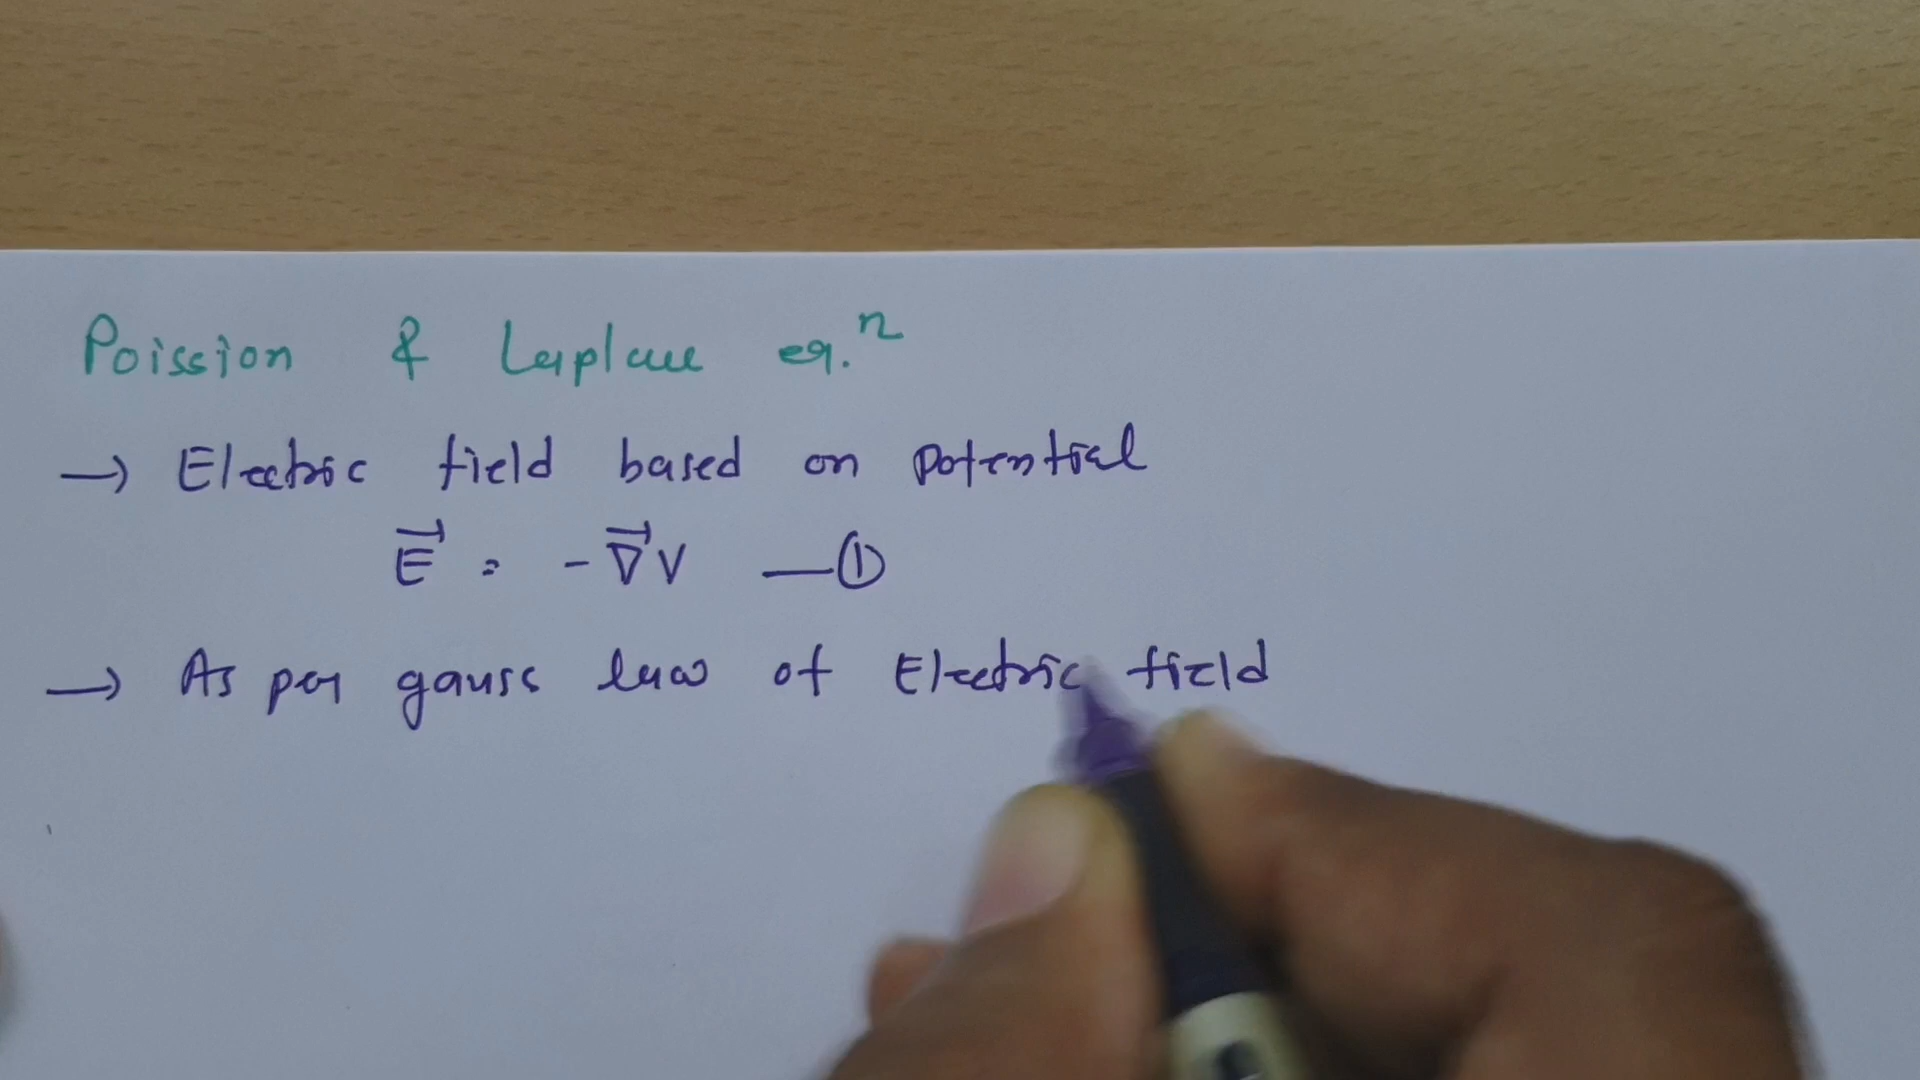 Poission & Laplace eq.ⁿ
→ Electric field based on potential
E⃗ = -∇⃗V —①
→ As per gauss law of Electric field